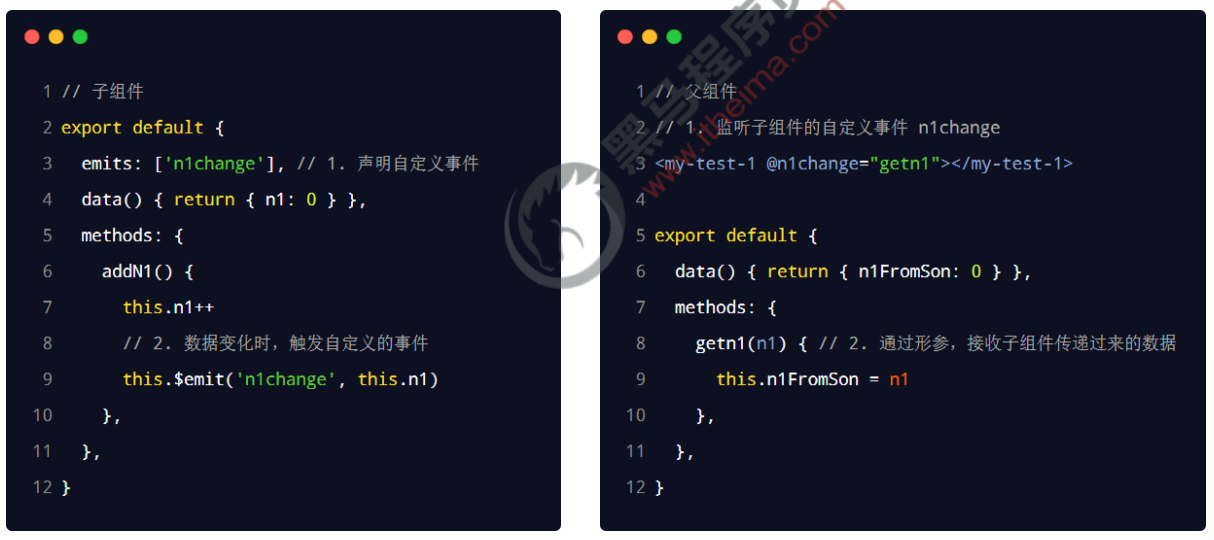 1 // 子组件
2 export default {
3 emits: ['n1change'], // 1. 声明自定义事件
4 data() { return { n1: 0 } },
5 methods: {
6 addN1() {
7 this.n1++
8 // 2. 数据变化时，触发自定义的事件
9 this.$emit('n1change', this.n1)
10 },
11 },
12 }
1 // 父组件
2 // 1. 监听子组件的自定义事件 n1change
3 <my-test-1 @n1change="getn1"></my-test-1>
4
5 export default {
6 data() { return { n1FromSon: 0 } },
7 methods: {
8 getn1(n1) { // 2. 通过形参，接收子组件传递过来的数据
9 this.n1FromSon = n1
10 },
11 },
12 }
黑马程序员
www.itheima.com